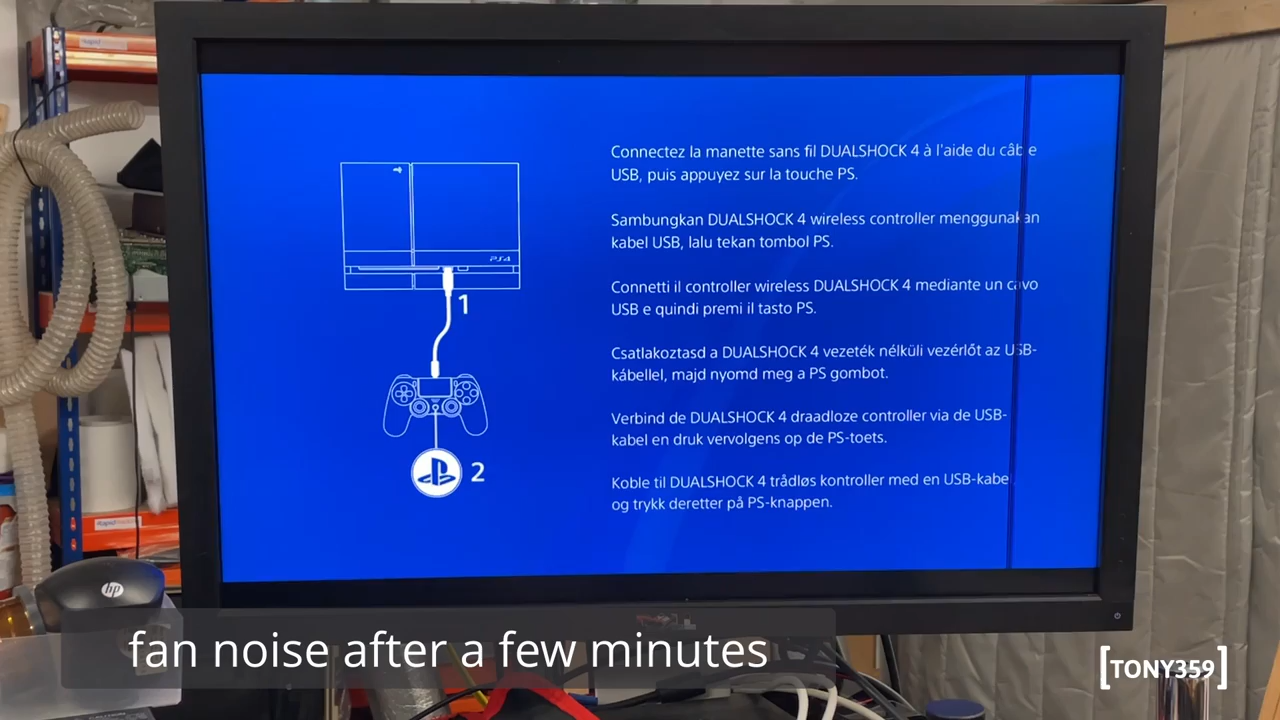 Connectez la manette sans fil DUALSHOCK 4 à l'aide du câble
USB, puis appuyez sur la touche PS.
Sambungkan DUALSHOCK 4 wireless controller menggunakan
kabel USB, lalu tekan tombol PS.
Connetti il controller wireless DUALSHOCK 4 mediante un cavo
USB e quindi premi il tasto PS.
Csatlakoztasd a DUALSHOCK 4 vezeték nélküli vezérlőt az USB-
kábellel, majd nyomd meg a PS gombot.
Verbind de DUALSHOCK 4 draadloze controller via de USB-
kabel en druk vervolgens op de PS-toets.
Koble til DUALSHOCK 4 trådløs kontroller med en USB-kabel,
og trykk deretter på PS-knappen.
PS4
1
2
hp
fan noise after a few minutes
[TONY359]